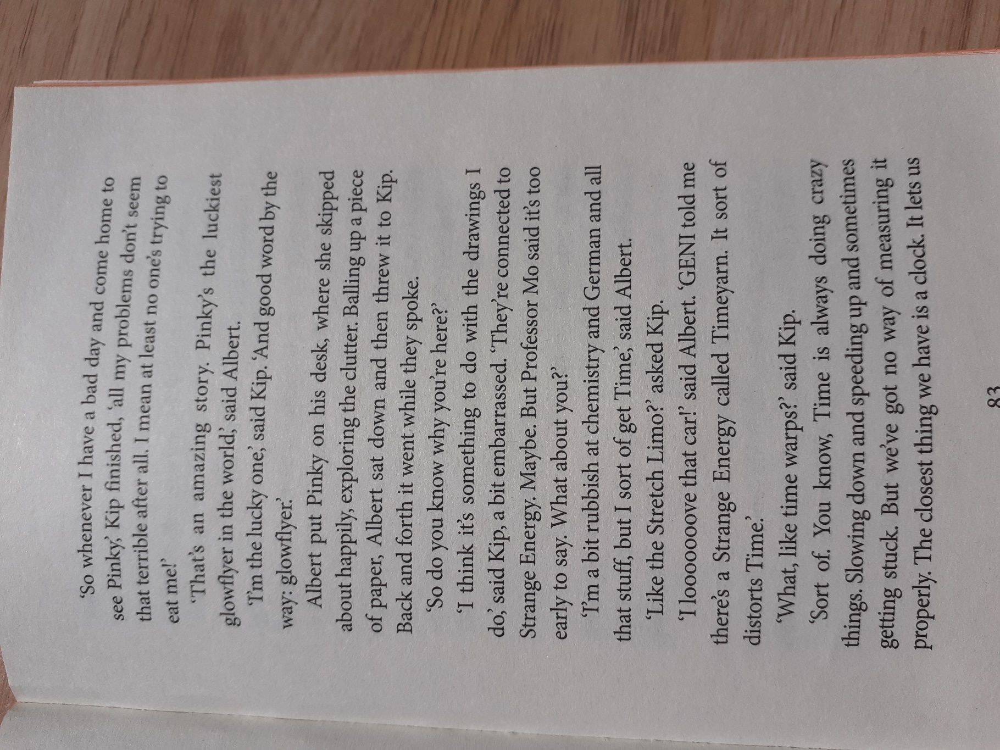 ‘So whenever I have a bad day and come home to
see Pinky,’ Kip finished, ‘all my problems don’t seem
that terrible after all. I mean at least no one’s trying to
eat me!’
‘That’s an amazing story. Pinky’s the luckiest
glowflyer in the world,’ said Albert.
‘I’m the lucky one,’ said Kip. ‘And good word by the
way: glowflyer.’
Albert put Pinky on his desk, where she skipped
about happily, exploring the clutter. Balling up a piece
of paper, Albert sat down and then threw it to Kip.
Back and forth it went while they spoke.
‘So do you know why you’re here?’
‘I think it’s something to do with the drawings I
do,’ said Kip, a bit embarrassed. ‘They’re connected to
Strange Energy. Maybe. But Professor Mo said it’s too
early to say. What about you?’
‘I’m a bit rubbish at chemistry and German and all
that stuff, but I sort of get Time,’ said Albert.
‘Like the Stretch Limo?’ asked Kip.
‘I looooooove that car!’ said Albert. ‘GENI told me
there’s a Strange Energy called Timeyarn. It sort of
distorts Time.’
‘What, like time warps?’ said Kip.
‘Sort of. You know, Time is always doing crazy
things. Slowing down and speeding up and sometimes
getting stuck. But we’ve got no way of measuring it
properly. The closest thing we have is a clock. It lets us
83